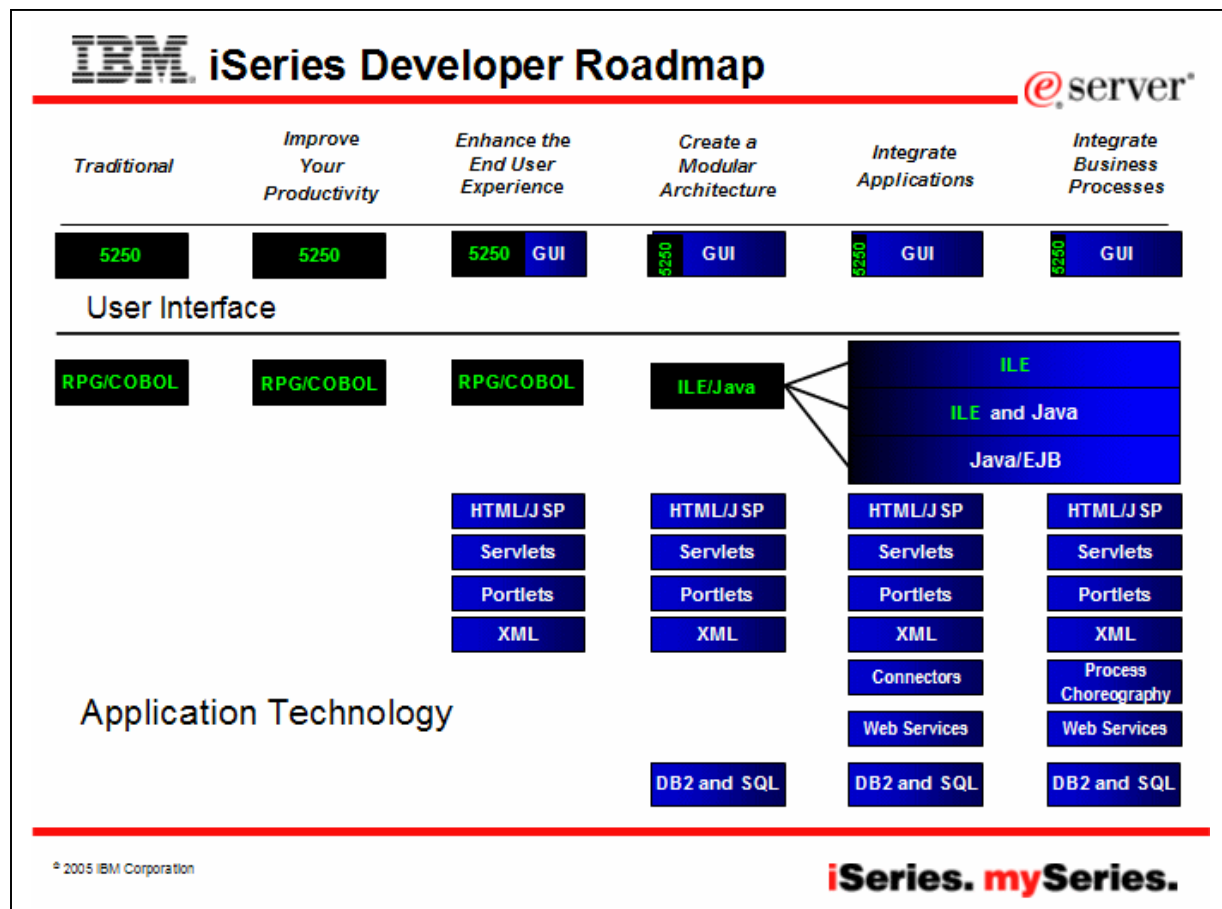 IBM. iSeries Developer Roadmap
e server
Traditional
Improve
Your
Productivity
Enhance the
End User
Experience
Create a
Modular
Architecture
Integrate
Applications
Integrate
Business
Processes
5250
5250
5250 GUI
5250 GUI
5250 GUI
5250 GUI
User Interface
RPG/COBOL
RPG/COBOL
RPG/COBOL
ILE/Java
ILE
ILE and Java
Java/EJB
HTML/JSP
HTML/JSP
HTML/JSP
HTML/JSP
Servlets
Servlets
Servlets
Servlets
Portlets
Portlets
Portlets
Portlets
XML
XML
XML
XML
Connectors
Process
Choreography
Application Technology
Web Services
Web Services
DB2 and SQL
DB2 and SQL
DB2 and SQL
© 2005 IBM Corporation
iSeries. mySeries.